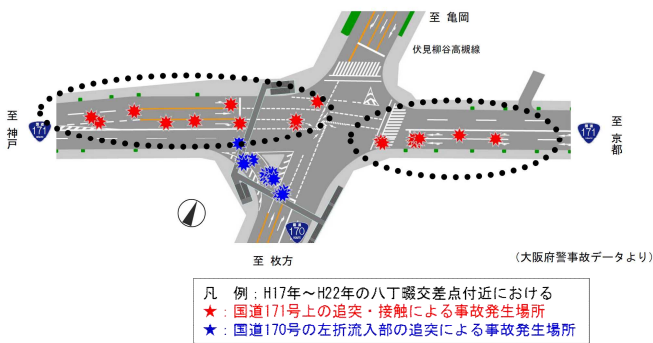 至 亀岡
伏見柳谷高槻線
至 神戸
171
至 京都
171
170
至 枚方
(大阪府警事故データより)
凡 例；H17年～H22年の八丁畷交差点付近における
★：国道171号上の追突・接触による事故発生場所
★：国道170号の左折流入部の追突による事故発生場所